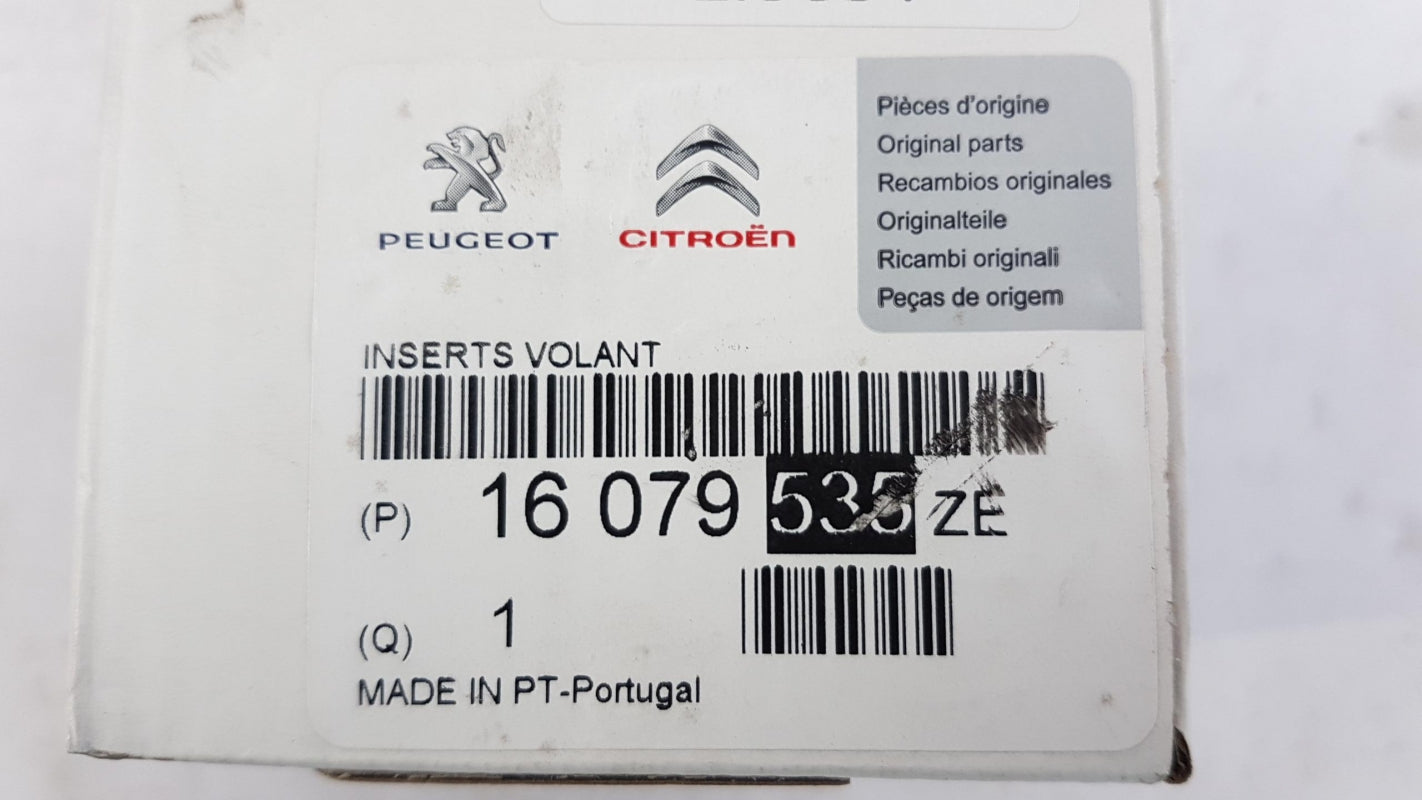 PEUGEOT
CITROËN
Pièces d'origine
Original parts
Recambios originales
Originalteile
Ricambi originali
Peças de origem
INSERTS VOLANT
(P) 16 079 535 ZE
(Q) 1
MADE IN PT-Portugal